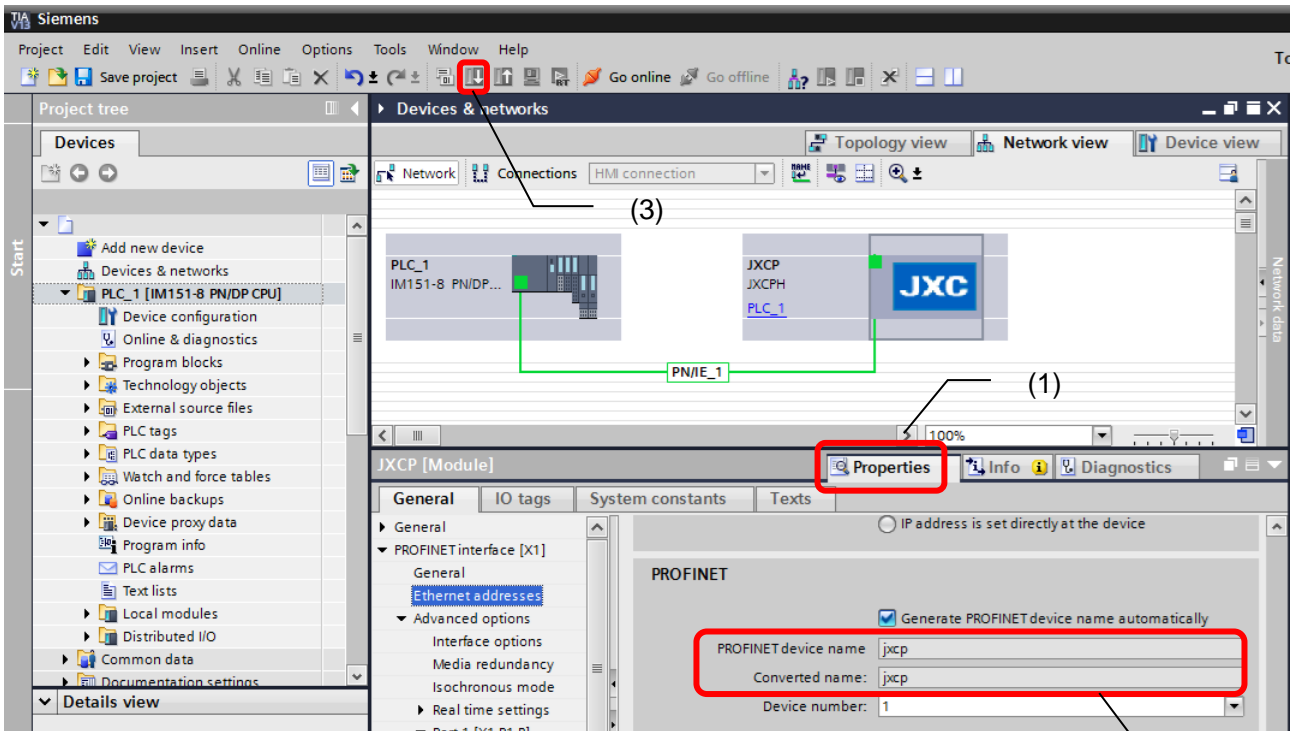 TIA V13 Siemens
Project Edit View Insert Online Options Tools Window Help
Save project Go online Go offline
Project tree
Devices & networks
Devices
Topology view Network view Device view
Network Connections HMI connection
(3)
Start
Add new device
Devices & networks
PLC_1 [IM151-8 PN/DP CPU]
Device configuration
Online & diagnostics
Program blocks
Technology objects
External source files
PLC tags
PLC data types
Watch and force tables
Online backups
Device proxy data
Program info
PLC alarms
Text lists
Local modules
Distributed I/O
Common data
Documentation settings
Details view
PLC_1
IM151-8 PN/DP...
JXCP
JXCPH
PLC_1
JXC
Network data
PN/IE_1
(1)
100%
JXCP [Module]
Properties Info Diagnostics
General IO tags System constants Texts
General
PROFINET interface [X1]
General
Ethernet addresses
Advanced options
Interface options
Media redundancy
Isochronous mode
Real time settings
IP address is set directly at the device
PROFINET
Generate PROFINET device name automatically
PROFINET device name jxcp
Converted name: jxcp
Device number: 1